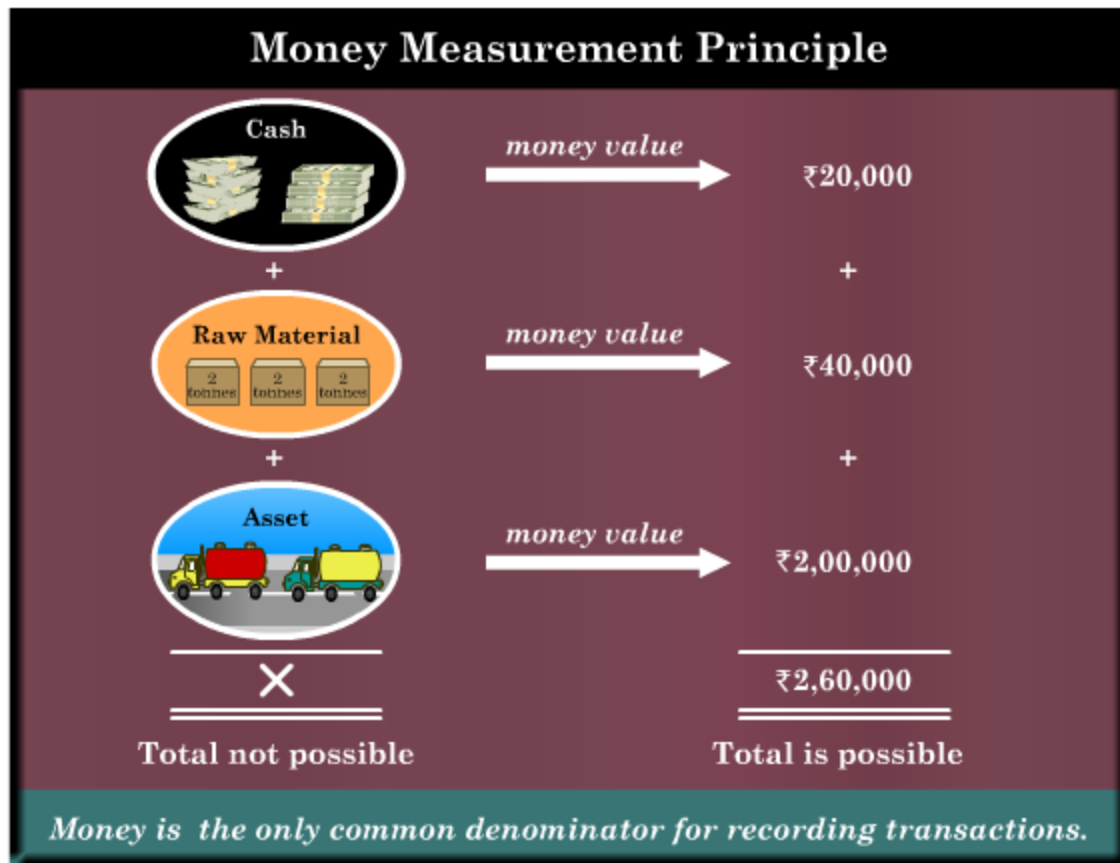 Money Measurement Principle
Cash
money value
₹20,000
+
+
Raw Material
2 tonnes
2 tonnes
2 tonnes
money value
₹40,000
+
+
Asset
money value
₹2,00,000
×
₹2,60,000
Total not possible
Total is possible
Money is the only common denominator for recording transactions.